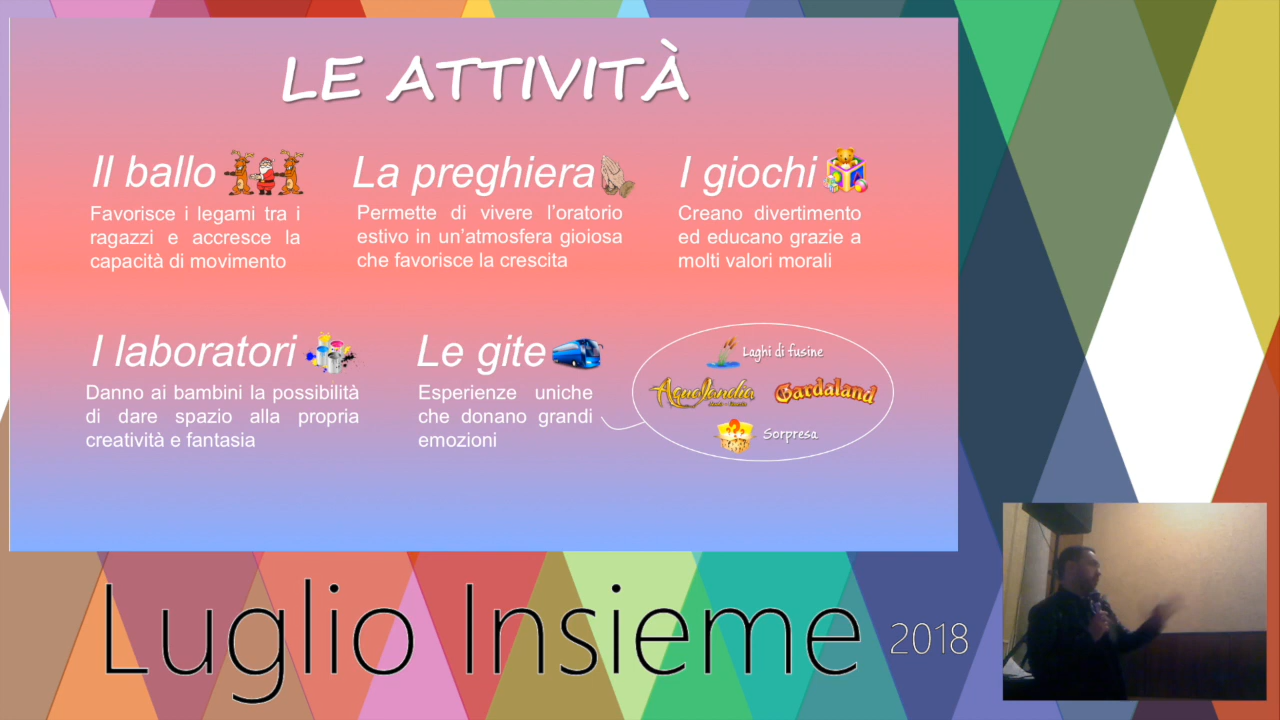 LE ATTIVITÀ
Il ballo
Favorisce i legami tra i
ragazzi e accresce la
capacità di movimento
La preghiera
Permette di vivere l’oratorio
estivo in un’atmosfera gioiosa
che favorisce la crescita
I giochi
Creano divertimento
ed educano grazie a
molti valori morali
I laboratori
Danno ai bambini la possibilità
di dare spazio alla propria
creatività e fantasia
Le gite
Esperienze uniche
che donano grandi
emozioni
Laghi di fusine
Aqualandia
Gardaland
Sorpresa
Luglio Insieme 2018